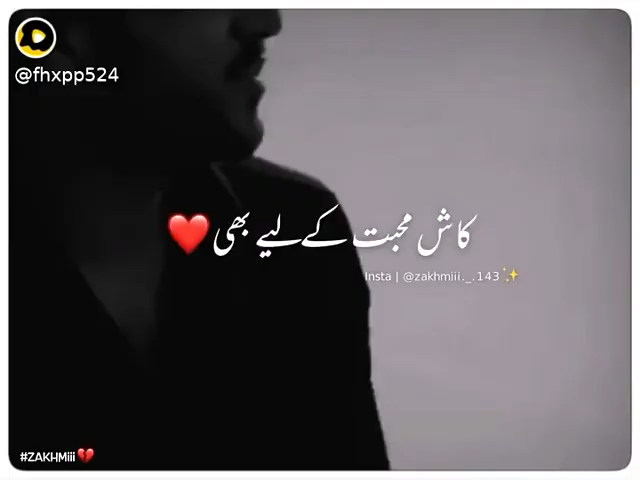 @fhxpp524
کاش محبت کے لیے بھی❤️
Insta | @zakhmiii._.143✨
#ZAKHMiii💔